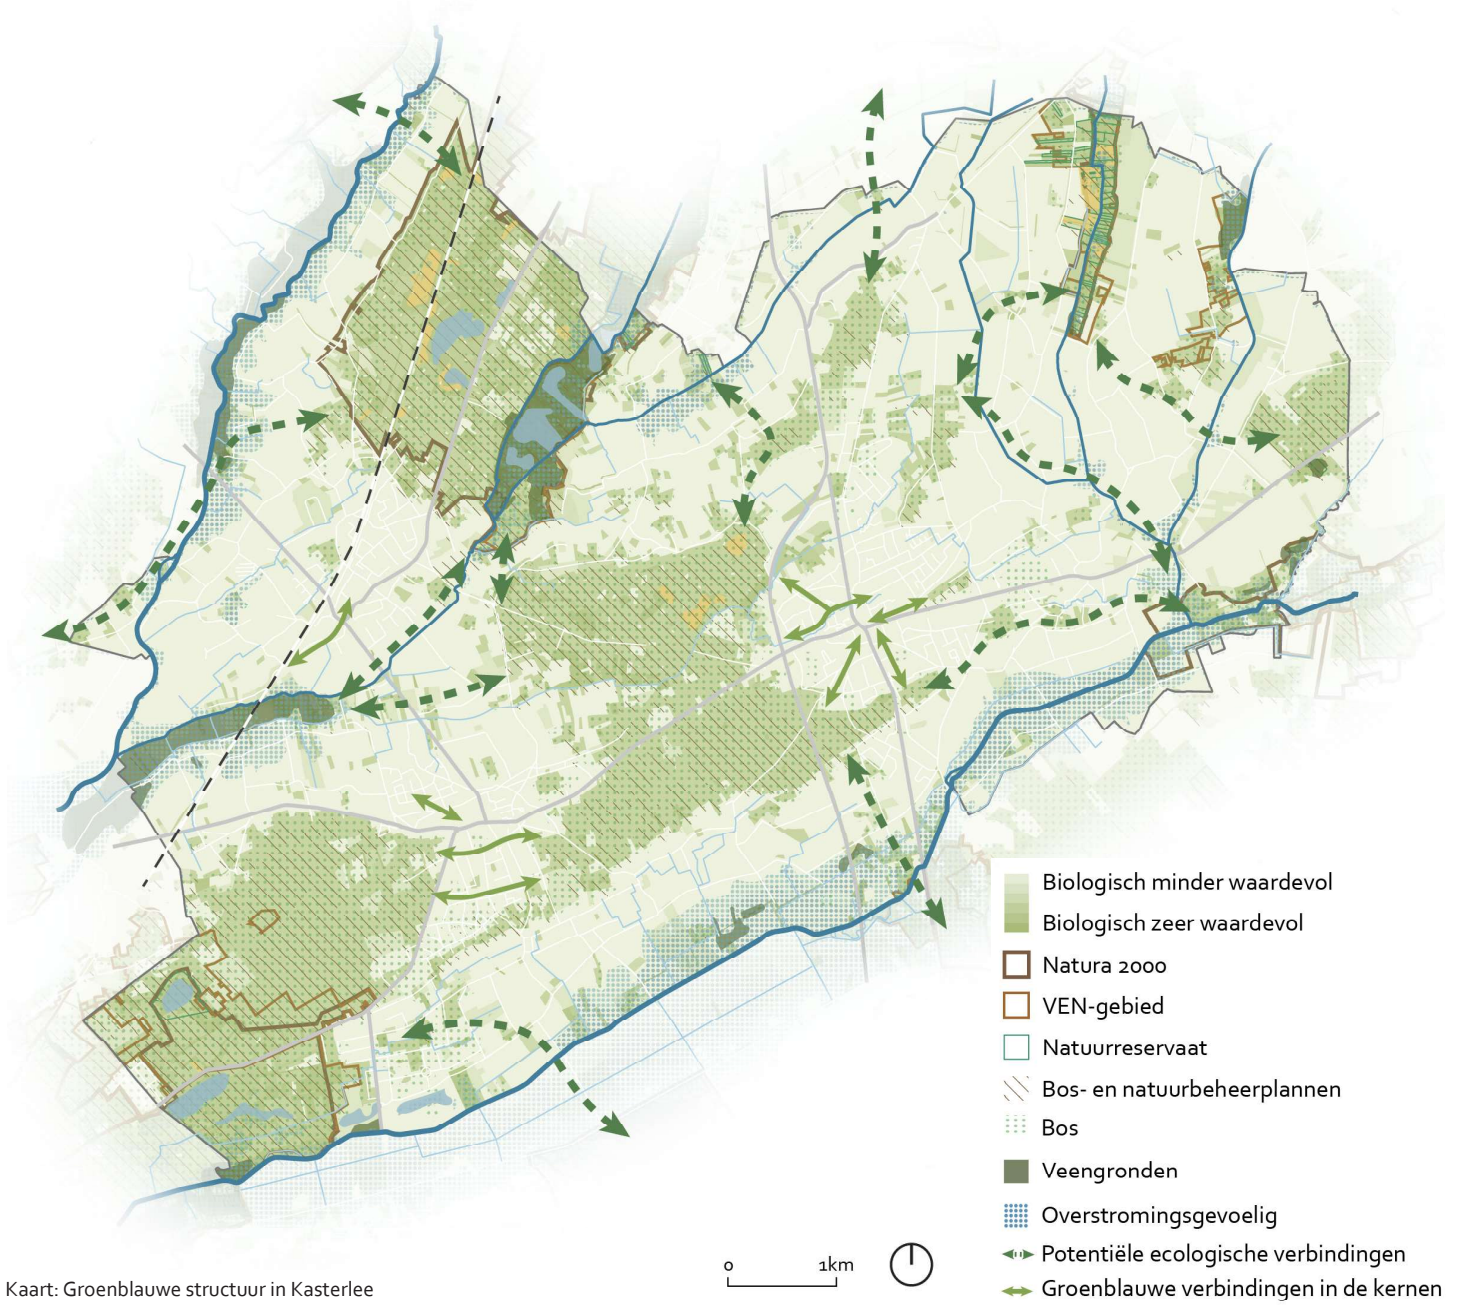 Biologisch minder waardevol
Biologisch zeer waardevol
Natura 2000
VEN-gebied
Natuurreservaat
Bos- en natuurbeheerplannen
Bos
Veengronden
Overstromingsgevoelig
Potentiële ecologische verbindingen
Groenblauwe verbindingen in de kernen
0 1km
Kaart: Groenblauwe structuur in Kasterlee